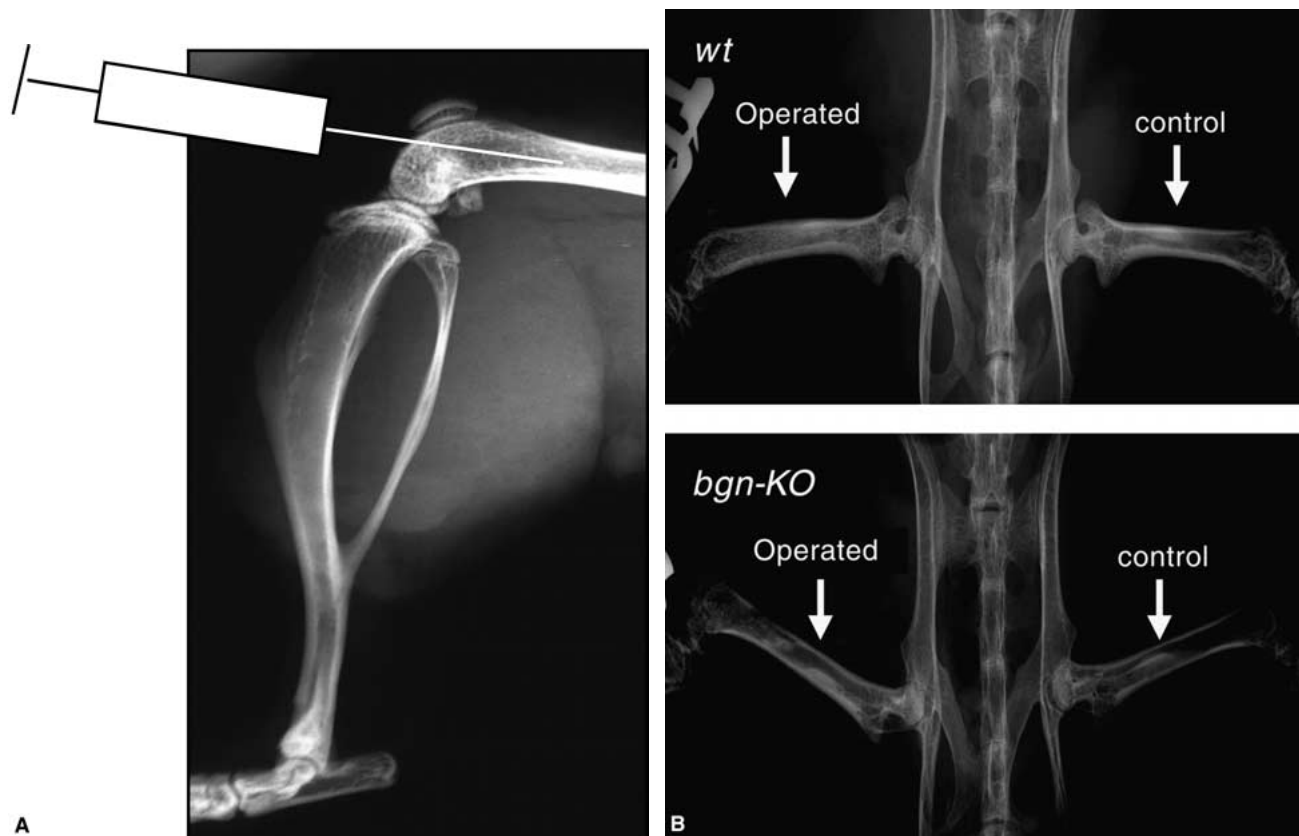 A
wt
Operated
control
bgn-KO
Operated
control
B